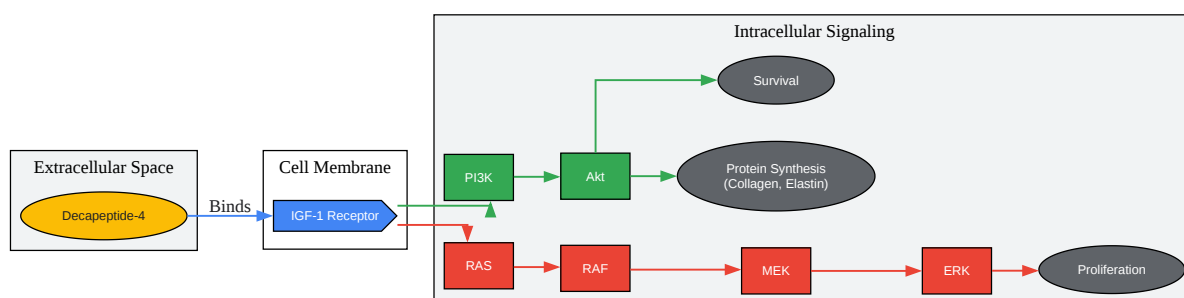 Intracellular Signaling
Survival
Extracellular Space
Cell Membrane
PI3K
Akt
Protein Synthesis
(Collagen, Elastin)
Decapeptide-4
Binds
IGF-1 Receptor
RAS
RAF
MEK
ERK
Proliferation